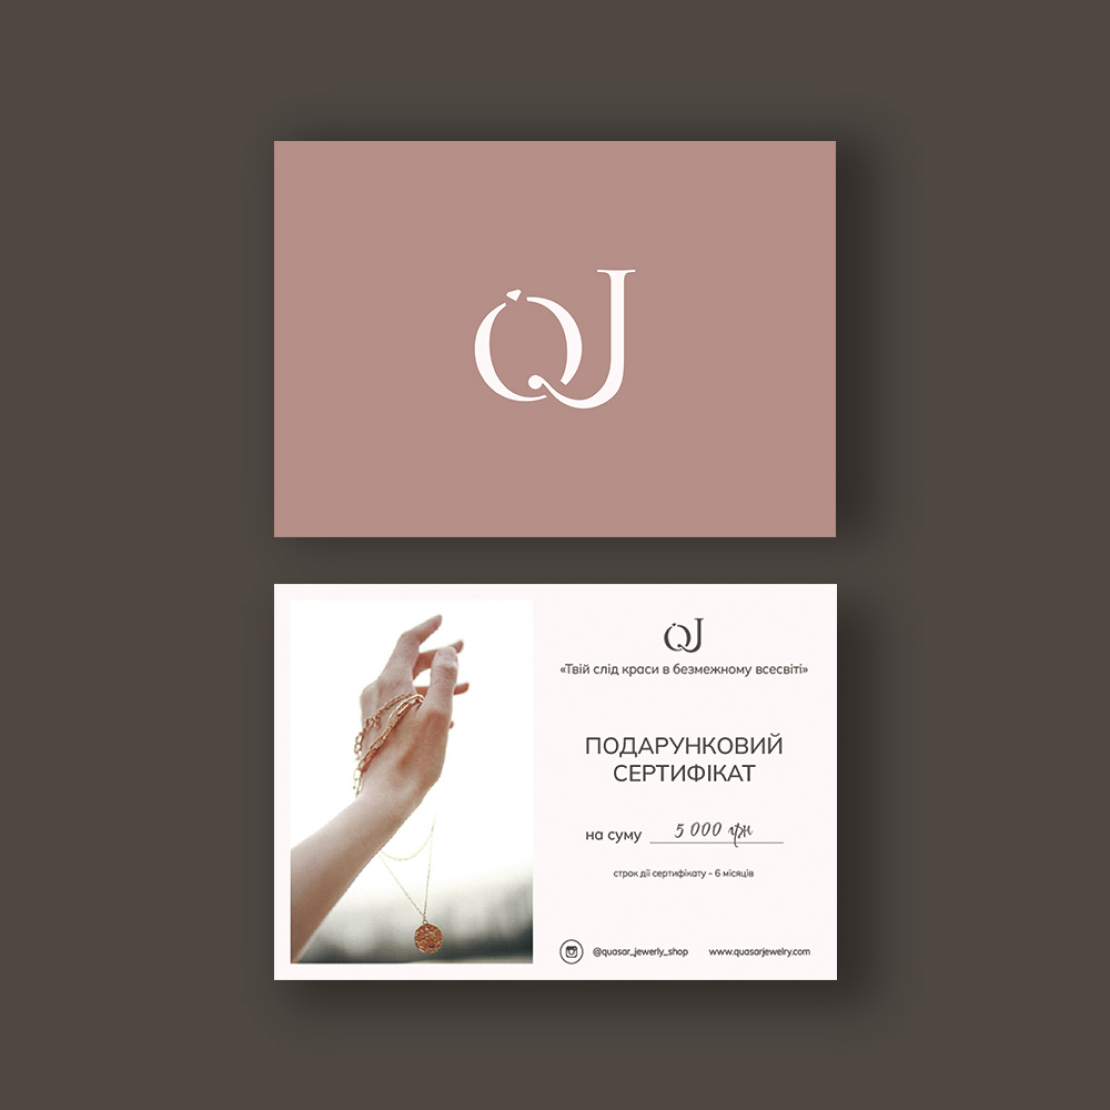 QJ
QJ
«Твій слід краси в безмежному всесвіті»
ПОДАРУНКОВИЙ
СЕРТИФІКАТ
на суму 5 000 грн
строк дії сертифікату - 6 місяців
@quasar_jewerly_shop www.quasarjewelry.com